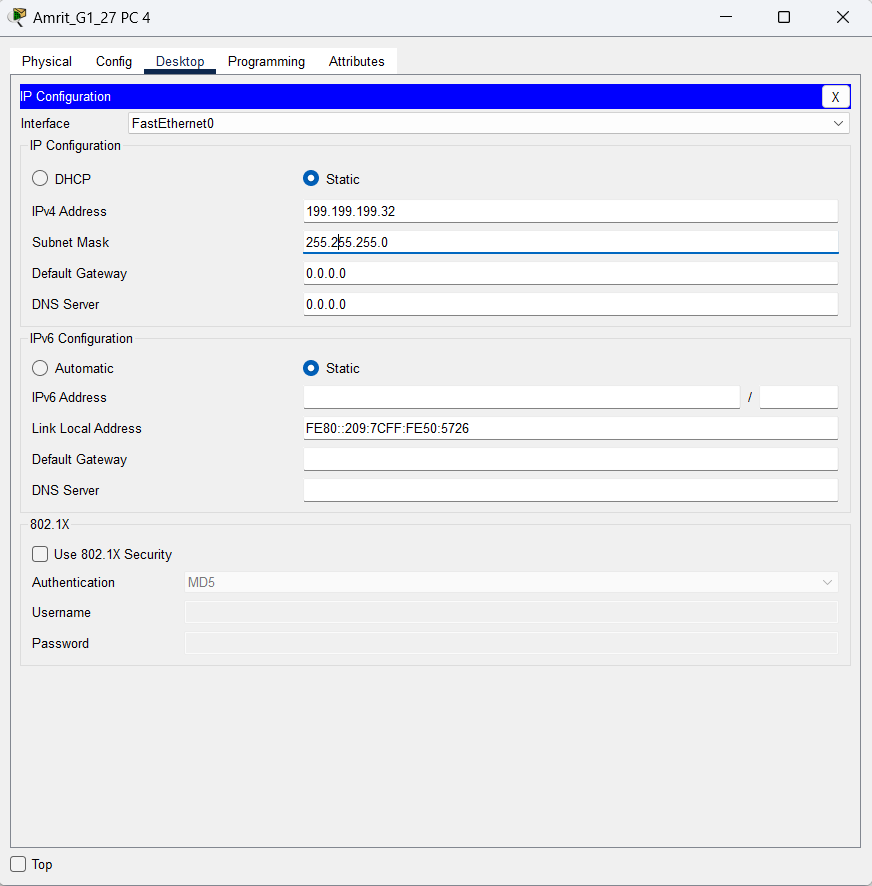 Amrit_G1_27 PC 4
Physical Config Desktop Programming Attributes
IP Configuration X
Interface FastEthernet0
IP Configuration
DHCP Static
IPv4 Address 199.199.199.32
Subnet Mask 255.255.255.0
Default Gateway 0.0.0.0
DNS Server 0.0.0.0
IPv6 Configuration
Automatic Static
IPv6 Address /
Link Local Address FE80::209:7CFF:FE50:5726
Default Gateway
DNS Server
802.1X
Use 802.1X Security
Authentication MD5
Username
Password
Top